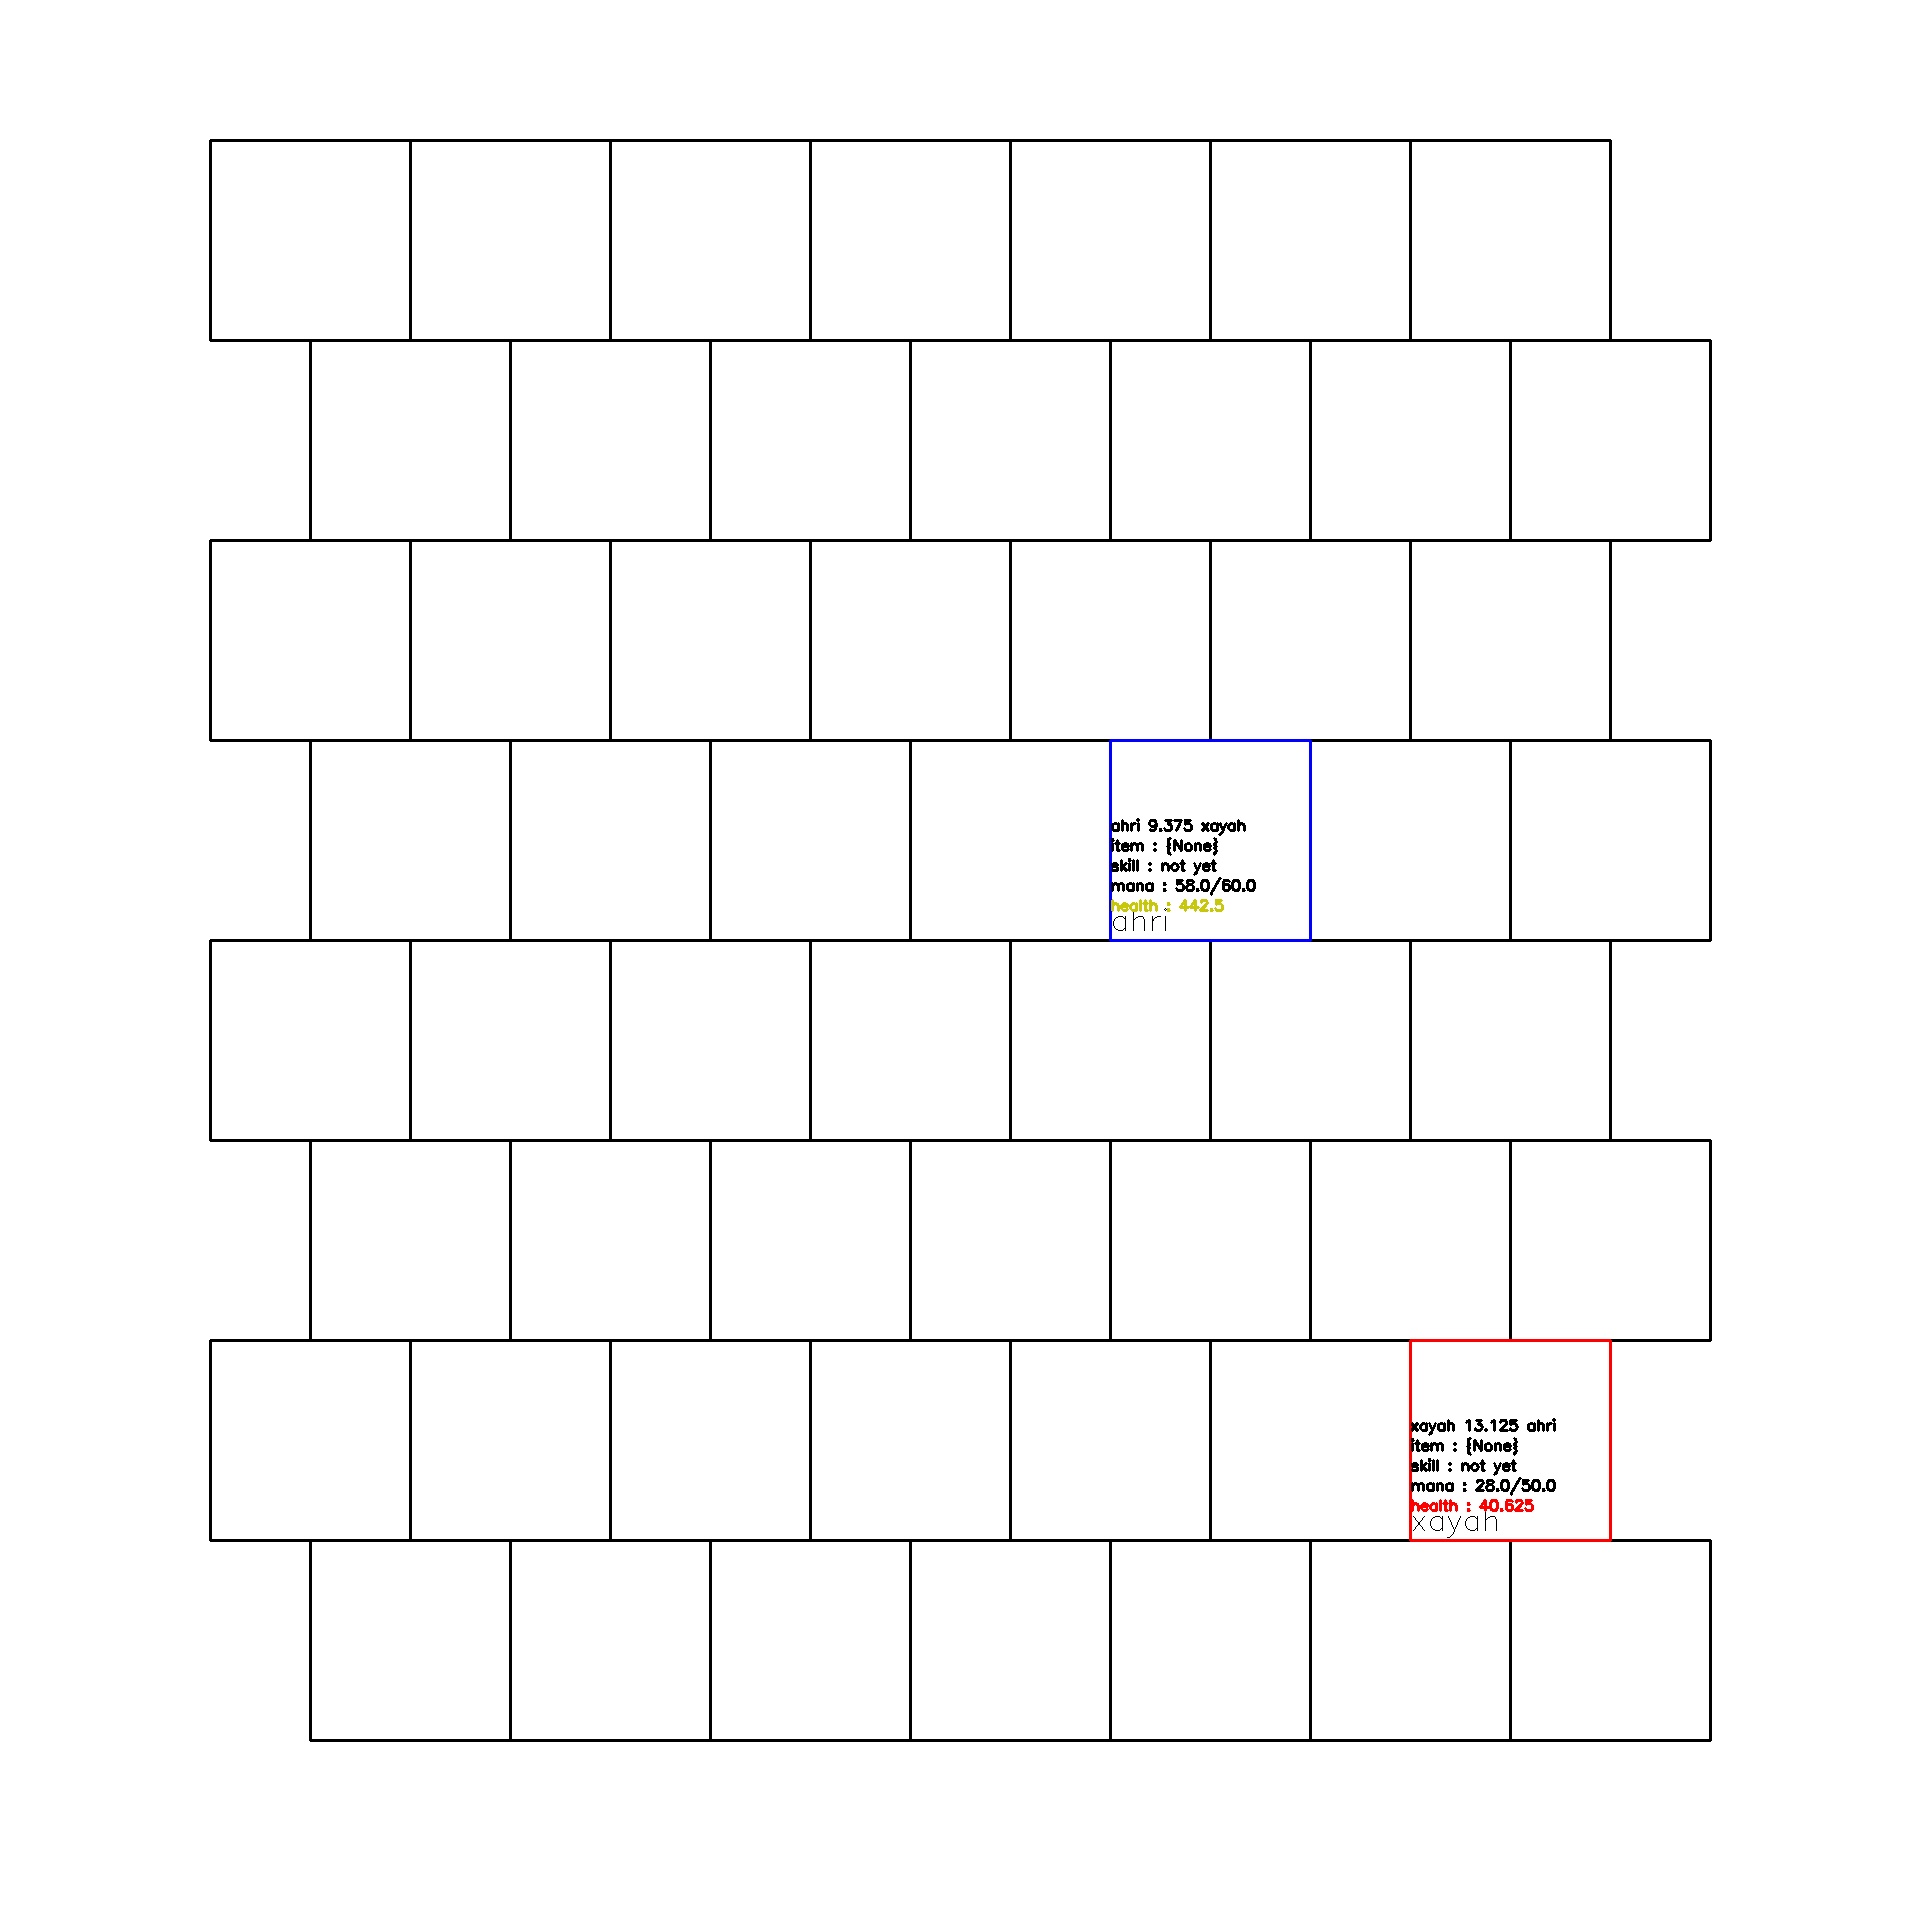 ahri 9.375 xayah
item : {None}
skill : not yet
mana : 58.0/60.0
health : 442.5
ahri
xayah 13.125 ahri
item : {None}
skill : not yet
mana : 28.0/50.0
health : 40.625
xayah